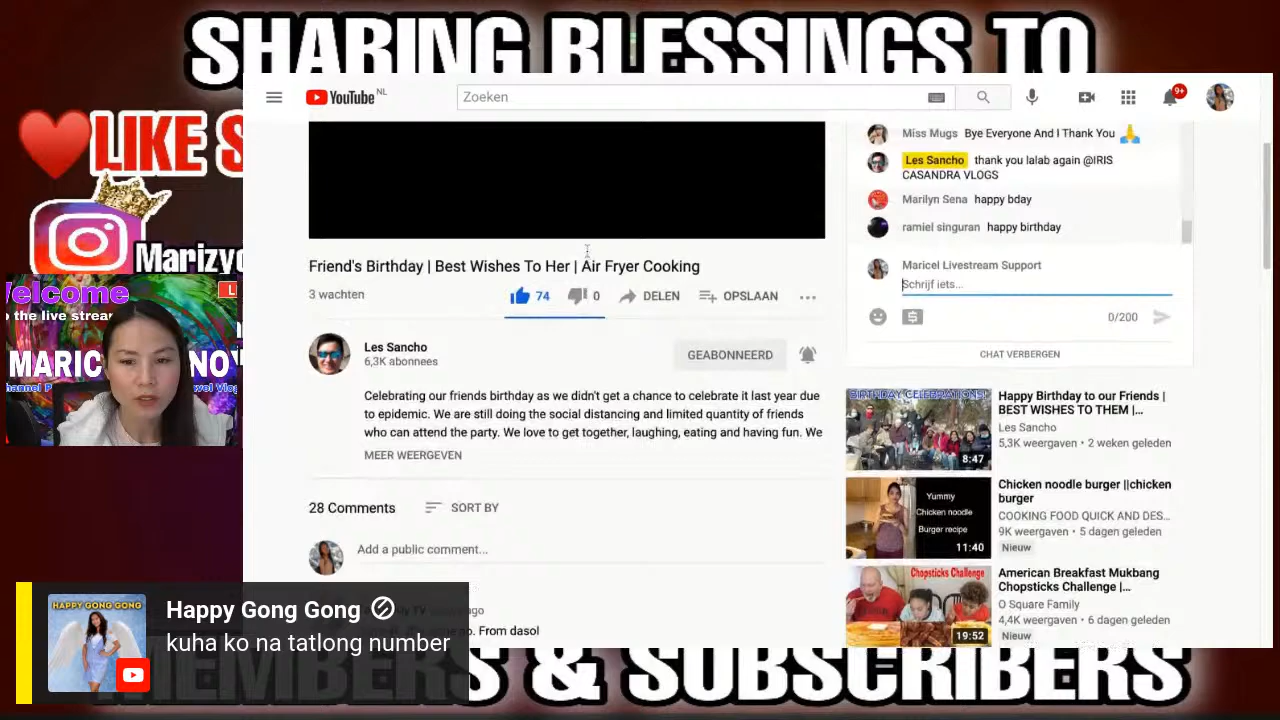 SHARING BLESSINGS TO
LIKE S
Marizyo
Welcome
o the live strear
MARIC
NO
YouTube NL
Zoeken
9+
Miss Mugs Bye Everyone And I Thank You 🙏
Les Sancho thank you lalab again @IRIS
CASANDRA VLOGS
Marilyn Sena happy bday
ramiel singuran happy birthday
Maricel Livestream Support
Schrijf iets...
0/200
CHAT VERBERGEN
Friend's Birthday | Best Wishes To Her | Air Fryer Cooking
3 wachten
74
0
DELEN
OPSLAAN
Les Sancho
6,3K abonnees
GEABONNEERD
Celebrating our friends birthday as we didn't get a chance to celebrate it last year due
to epidemic. We are still doing the social distancing and limited quantity of friends
who can attend the party. We love to get together, laughing, eating and having fun. We
MEER WEERGEVEN
28 Comments
SORT BY
Add a public comment...
From dasol
BIRTHDAY CELEBRATIONS!
8:47
Happy Birthday to our Friends |
BEST WISHES TO THEM |...
Les Sancho
5,3K weergaven • 2 weken geleden
Yummy
Chicken noodle
Burger recipe
11:40
Chicken noodle burger ||chicken
burger
COOKING FOOD QUICK AND DES...
9K weergaven • 5 dagen geleden
Nieuw
Chopsticks Challenge
19:52
American Breakfast Mukbang
Chopsticks Challenge |...
O Square Family
4,4K weergaven • 6 dagen geleden
Nieuw
HAPPY GONG GONG
Happy Gong Gong
kuha ko na tatlong number
MEMBERS & SUBSCRIBERS